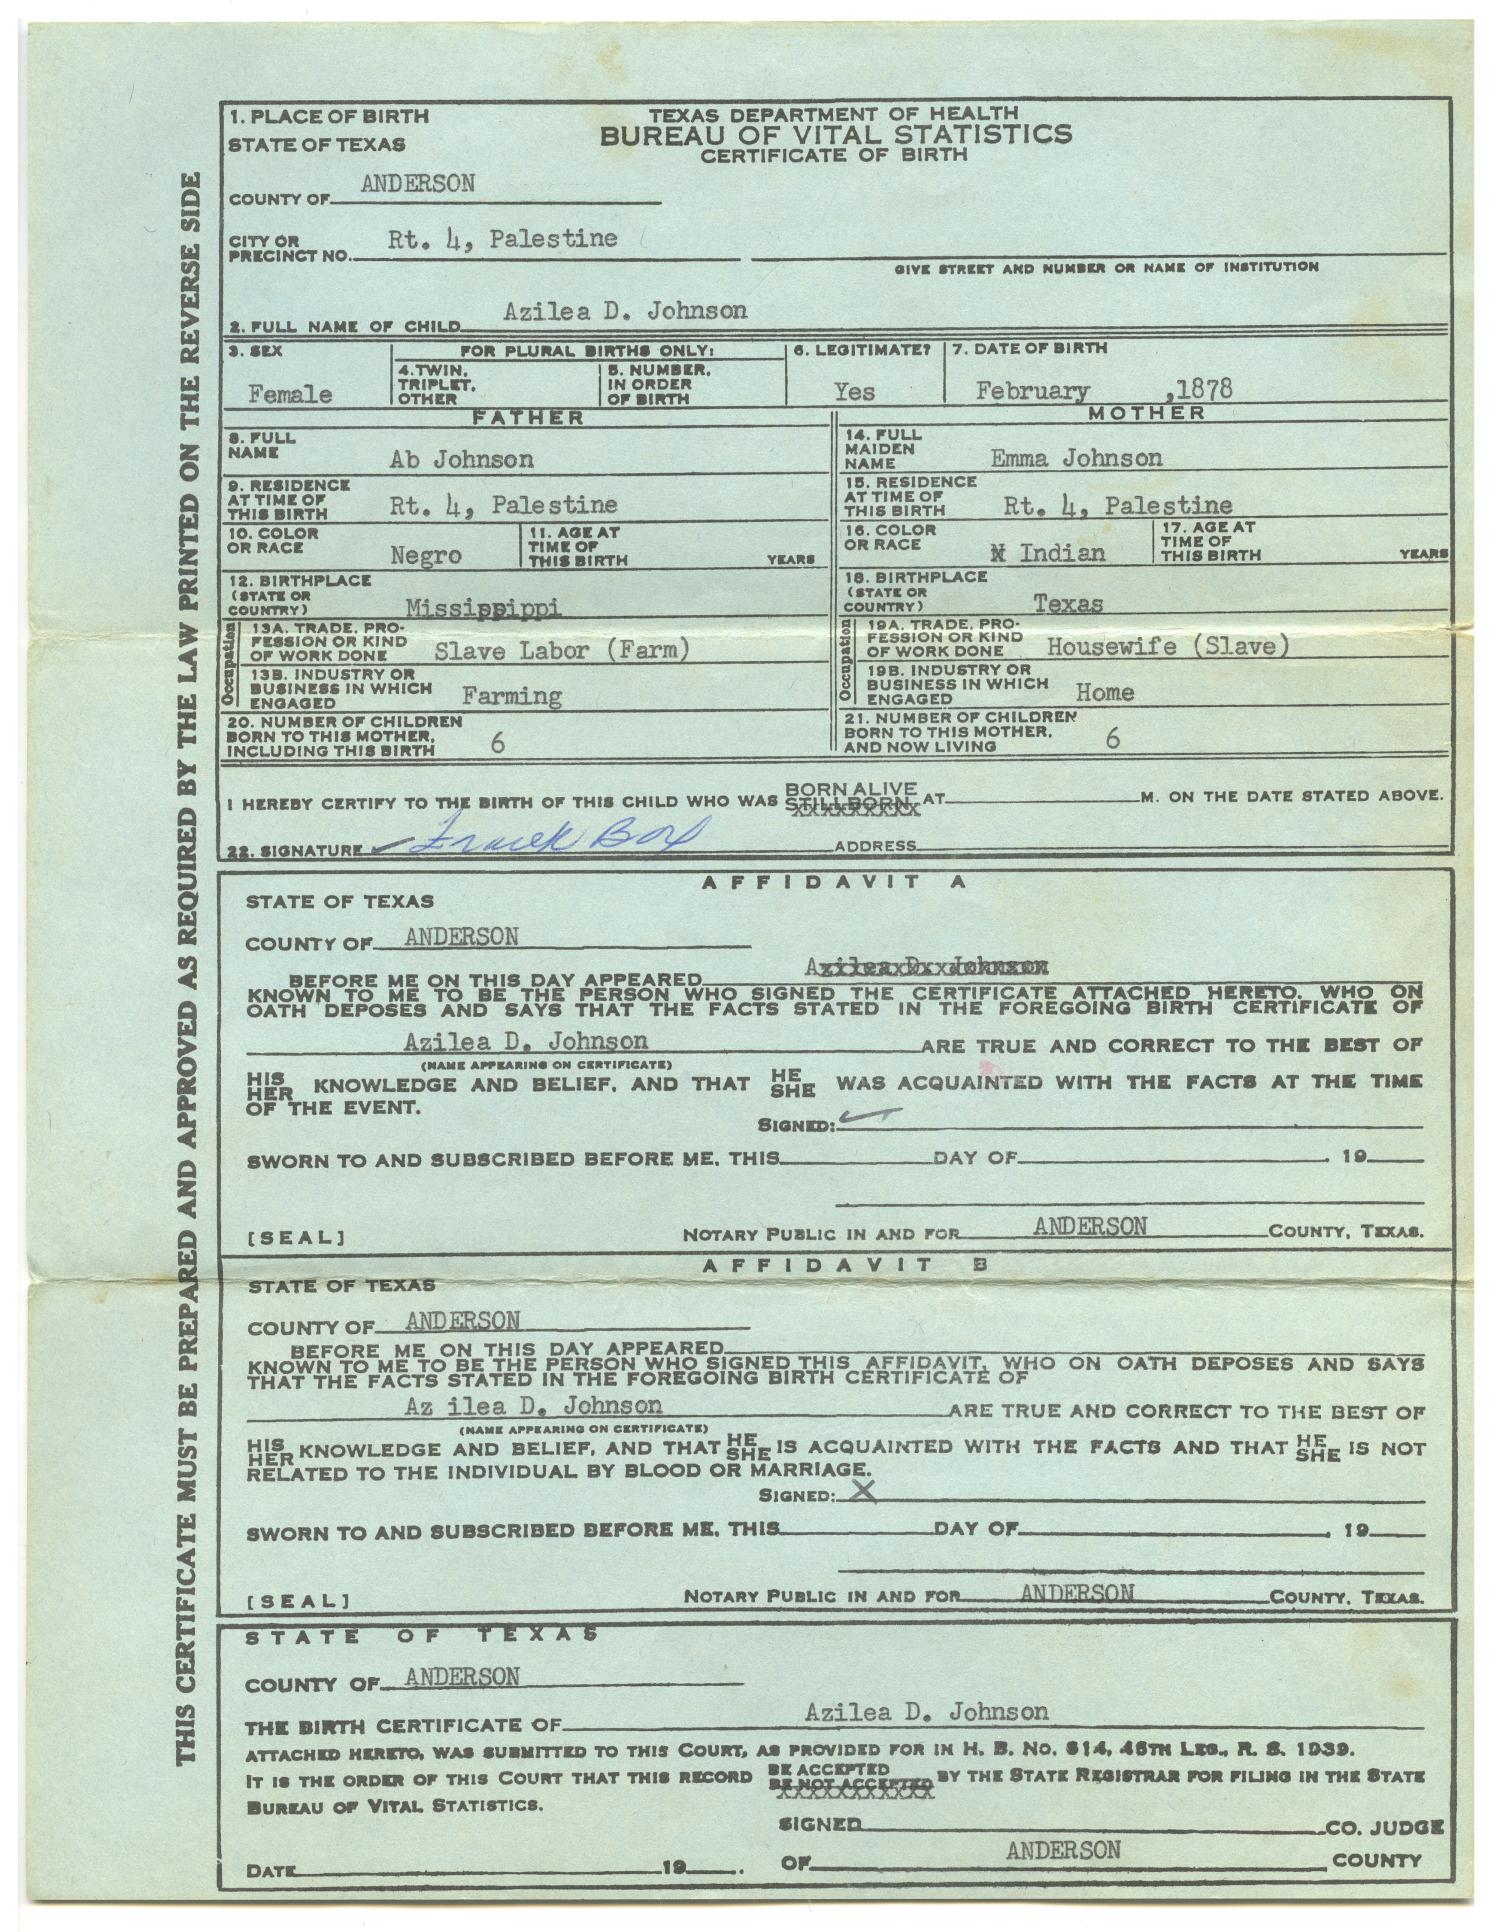 THIS CERTIFICATE MUST BE PREPARED AND APPROVED AS REQUIRED BY THE LAW PRINTED ON THE REVERSE SIDE
1. PLACE OF BIRTH
STATE OF TEXAS
TEXAS DEPARTMENT OF HEALTH
BUREAU OF VITAL STATISTICS
CERTIFICATE OF BIRTH
COUNTY OF ANDERSON
CITY OR
PRECINCT NO. Rt. 4, Palestine
GIVE STREET AND NUMBER OR NAME OF INSTITUTION
2. FULL NAME OF CHILD Azilea D. Johnson
3. SEX
Female
FOR PLURAL BIRTHS ONLY:
4. TWIN,
TRIPLET,
OTHER
5. NUMBER,
IN ORDER
OF BIRTH
6. LEGITIMATE?
Yes
7. DATE OF BIRTH
February ,1878
FATHER
8. FULL
NAME Ab Johnson
9. RESIDENCE
AT TIME OF
THIS BIRTH Rt. 4, Palestine
10. COLOR
OR RACE Negro
11. AGE AT
TIME OF
THIS BIRTH YEARS
12. BIRTHPLACE
(STATE OR
COUNTRY) Mississippi
Occupation
13A. TRADE, PRO-
FESSION OR KIND
OF WORK DONE Slave Labor (Farm)
13B. INDUSTRY OR
BUSINESS IN WHICH
ENGAGED Farming
20. NUMBER OF CHILDREN
BORN TO THIS MOTHER,
INCLUDING THIS BIRTH 6
MOTHER
14. FULL
MAIDEN
NAME Emma Johnson
15. RESIDENCE
AT TIME OF
THIS BIRTH Rt. 4, Palestine
16. COLOR
OR RACE Indian
17. AGE AT
TIME OF
THIS BIRTH YEARS
18. BIRTHPLACE
(STATE OR
COUNTRY) Texas
Occupation
19A. TRADE, PRO-
FESSION OR KIND
OF WORK DONE Housewife (Slave)
19B. INDUSTRY OR
BUSINESS IN WHICH
ENGAGED Home
21. NUMBER OF CHILDREN
BORN TO THIS MOTHER,
AND NOW LIVING 6
I HEREBY CERTIFY TO THE BIRTH OF THIS CHILD WHO WAS BORN ALIVE
STILLBORN AT M. ON THE DATE STATED ABOVE.
22. SIGNATURE Frank Box ADDRESS
AFFIDAVIT A
STATE OF TEXAS
COUNTY OF ANDERSON
BEFORE ME ON THIS DAY APPEARED Azilea D. Johnson
KNOWN TO ME TO BE THE PERSON WHO SIGNED THE CERTIFICATE ATTACHED HERETO. WHO ON
OATH DEPOSES AND SAYS THAT THE FACTS STATED IN THE FOREGOING BIRTH CERTIFICATE OF
Azilea D. Johnson ARE TRUE AND CORRECT TO THE BEST OF
(NAME APPEARING ON CERTIFICATE)
HIS
HER KNOWLEDGE AND BELIEF, AND THAT HE
SHE WAS ACQUAINTED WITH THE FACTS AT THE TIME
OF THE EVENT.
SIGNED:
SWORN TO AND SUBSCRIBED BEFORE ME, THIS DAY OF . 19
[SEAL] NOTARY PUBLIC IN AND FOR ANDERSON COUNTY, TEXAS.
AFFIDAVIT B
STATE OF TEXAS
COUNTY OF ANDERSON
BEFORE ME ON THIS DAY APPEARED
KNOWN TO ME TO BE THE PERSON WHO SIGNED THIS AFFIDAVIT, WHO ON OATH DEPOSES AND SAYS
THAT THE FACTS STATED IN THE FOREGOING BIRTH CERTIFICATE OF
Az ilea D. Johnson ARE TRUE AND CORRECT TO THE BEST OF
(NAME APPEARING ON CERTIFICATE)
HIS
HER KNOWLEDGE AND BELIEF, AND THAT HE
SHE IS ACQUAINTED WITH THE FACTS AND THAT HE
SHE IS NOT
RELATED TO THE INDIVIDUAL BY BLOOD OR MARRIAGE.
SIGNED: X
SWORN TO AND SUBSCRIBED BEFORE ME, THIS DAY OF , 19
[SEAL] NOTARY PUBLIC IN AND FOR ANDERSON COUNTY, TEXAS.
STATE OF TEXAS
COUNTY OF ANDERSON
THE BIRTH CERTIFICATE OF Azilea D. Johnson
ATTACHED HERETO, WAS SUBMITTED TO THIS COURT, AS PROVIDED FOR IN H. B. NO. 614, 46TH LEG., R. S. 1939.
IT IS THE ORDER OF THIS COURT THAT THIS RECORD BE ACCEPTED
BE NOT ACCEPTED BY THE STATE REGISTRAR FOR FILING IN THE STATE
BUREAU OF VITAL STATISTICS.
SIGNED CO. JUDGE
DATE 19 . OF ANDERSON COUNTY